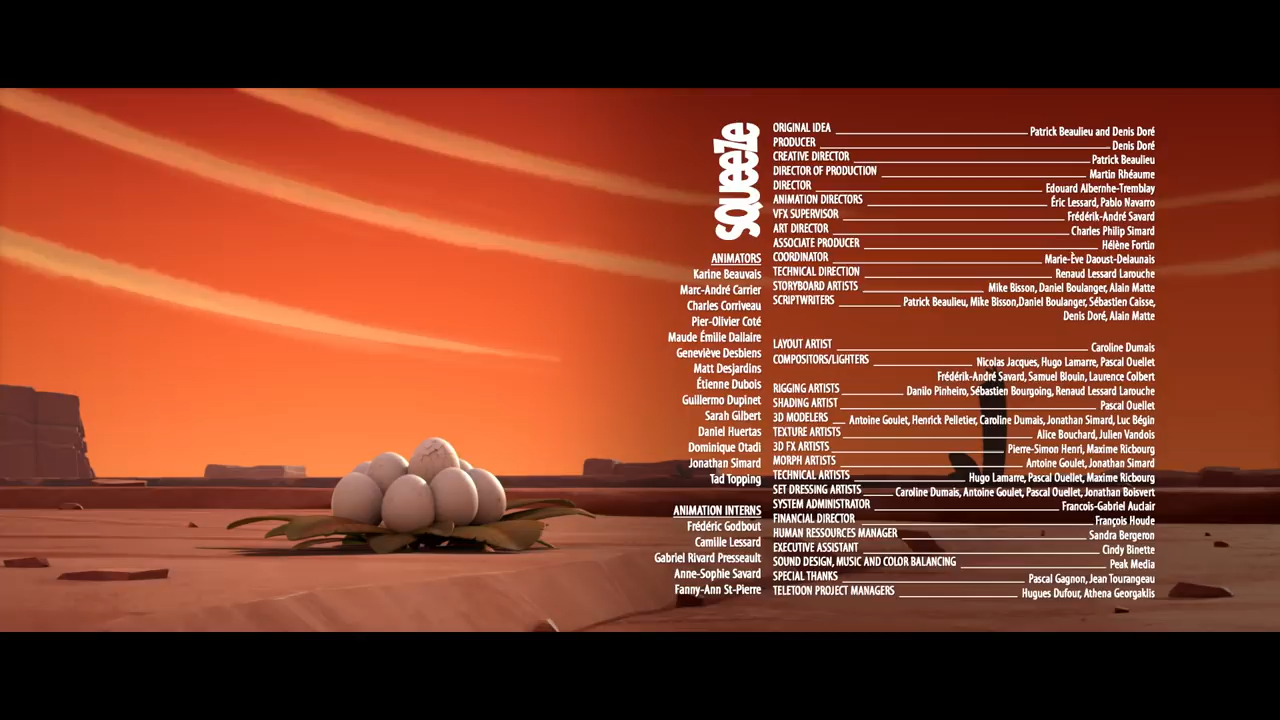 squeeze
ANIMATORS
Karine Beauvais
Marc-André Carrier
Charles Corriveau
Pier-Olivier Coté
Maude Émilie Dallaire
Geneviève Desbiens
Matt Desjardins
Étienne Dubois
Guillermo Dupinet
Sarah Gilbert
Daniel Huertas
Dominique Otadi
Jonathan Simard
Tad Topping
ANIMATION INTERNS
Frédéric Godbout
Camille Lessard
Gabriel Rivard Presseault
Anne-Sophie Savard
Fanny-Ann St-Pierre
ORIGINAL IDEA Patrick Beaulieu and Denis Doré
PRODUCER Denis Doré
CREATIVE DIRECTOR Patrick Beaulieu
DIRECTOR OF PRODUCTION Martin Rhéaume
DIRECTOR Edouard Albernhe-Tremblay
ANIMATION DIRECTORS Éric Lessard, Pablo Navarro
VFX SUPERVISOR Frédérik-André Savard
ART DIRECTOR Charles Philip Simard
ASSOCIATE PRODUCER Hélène Fortin
COORDINATOR Marie-Ève Daoust-Delaunais
TECHNICAL DIRECTION Renaud Lessard Larouche
STORYBOARD ARTISTS Mike Bisson, Daniel Boulanger, Alain Matte
SCRIPTWRITERS Patrick Beaulieu, Mike Bisson,Daniel Boulanger, Sébastien Caisse,
Denis Doré, Alain Matte
LAYOUT ARTIST Caroline Dumais
COMPOSITORS/LIGHTERS Nicolas Jacques, Hugo Lamarre, Pascal Ouellet
Frédérik-André Savard, Samuel Blouin, Laurence Colbert
RIGGING ARTISTS Danilo Pinheiro, Sébastien Bourgoing, Renaud Lessard Larouche
SHADING ARTIST Pascal Ouellet
3D MODELERS Antoine Goulet, Henrick Pelletier, Caroline Dumais, Jonathan Simard, Luc Bégin
TEXTURE ARTISTS Alice Bouchard, Julien Vandois
3D FX ARTISTS Pierre-Simon Henri, Maxime Ricbourg
MORPH ARTISTS Antoine Goulet, Jonathan Simard
TECHNICAL ARTISTS Hugo Lamarre, Pascal Ouellet, Maxime Ricbourg
SET DRESSING ARTISTS Caroline Dumais, Antoine Goulet, Pascal Ouellet, Jonathan Boisvert
SYSTEM ADMINISTRATOR Francois-Gabriel Auclair
FINANCIAL DIRECTOR François Houde
HUMAN RESSOURCES MANAGER Sandra Bergeron
EXECUTIVE ASSISTANT Cindy Binette
SOUND DESIGN, MUSIC AND COLOR BALANCING Peak Media
SPECIAL THANKS Pascal Gagnon, Jean Tourangeau
TELETOON PROJECT MANAGERS Hugues Dufour, Athena Georgaklis